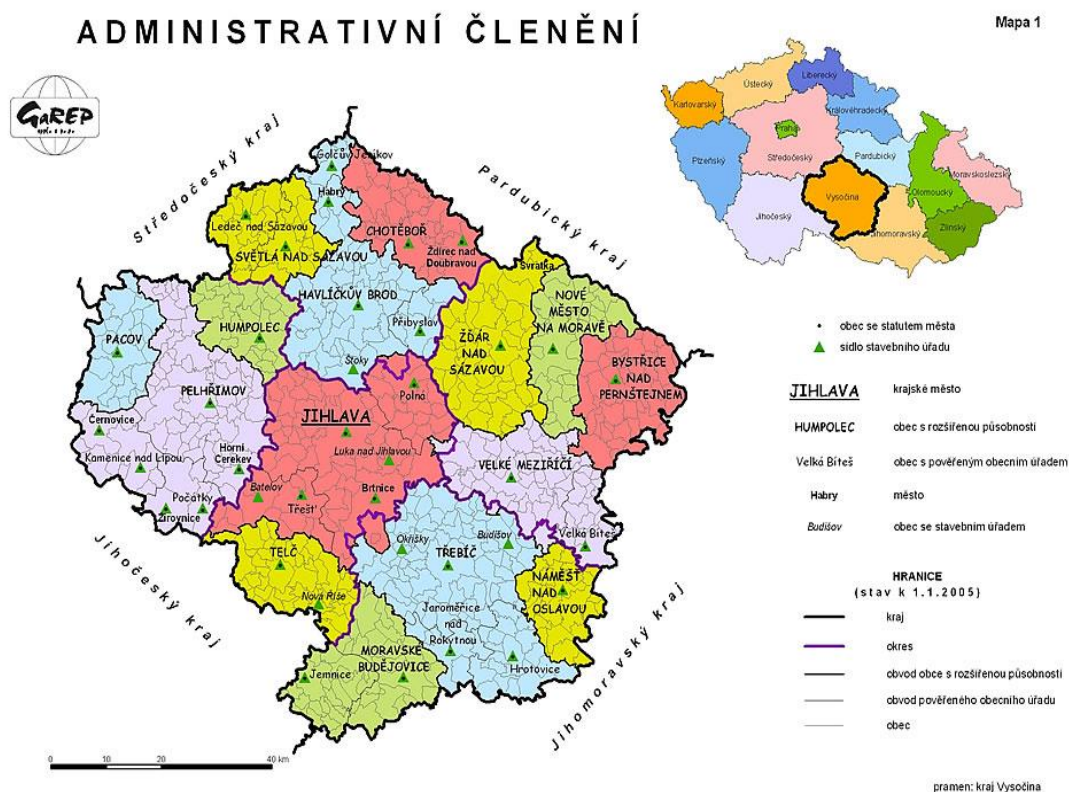 ADMINISTRATIVNÍ ČLENĚNÍ
Mapa 1
GaREP
Středočeský kraj
Pardubický kraj
Jihočeský kraj
Jihomoravský kraj
Karlovarský
Ústecký
Liberecký
Královéhradecký
Praha
Plzeňský
Středočeský
Pardubický
Moravskoslezský
Olomoucký
Vysočina
Jihočeský
Jihomoravský
Zlínský
Golčův Jeníkov
Habry
CHOTĚBOŘ
Ledeč nad Sázavou
SVĚTLÁ NAD SÁZAVOU
Ždírec nad
Doubravou
Svratka
HAVLÍČKŮV BROD
Přibyslav
NOVÉ
MĚSTO
NA MORAVĚ
HUMPOLEC
PACOV
Štoky
ŽĎÁR
NAD
SÁZAVOU
BYSTŘICE
NAD
PERNŠTEJNEM
PELHŘIMOV
Polná
JIHLAVA
Černovice
Kamenice nad Lipou
Horní
Cerekev
Luka nad Jihlavou
VELKÉ MEZIŘÍČÍ
Batelov
Třešť
Brtnice
Počátky
Žirovnice
Velká Bíteš
Okříšky
Budišov
TELČ
TŘEBÍČ
NÁMĚŠŤ
NAD
OSLAVOU
Nová Říše
Jaroměřice
nad
Rokytnou
MORAVSKÉ
BUDĚJOVICE
Jemnice
Hrotovice
obec se statutem města
sídlo stavebního úřadu
JIHLAVA krajské město
HUMPOLEC obec s rozšířenou působností
Velká Bíteš obec s pověřeným obecním úřadem
Habry město
Budišov obec se stavebním úřadem
HRANICE
(stav k 1.1.2005)
kraj
okres
obvod obce s rozšířenou působností
obvod pověřeného obecního úřadu
obec
0 10 20 40 km
pramen: kraj Vysočina